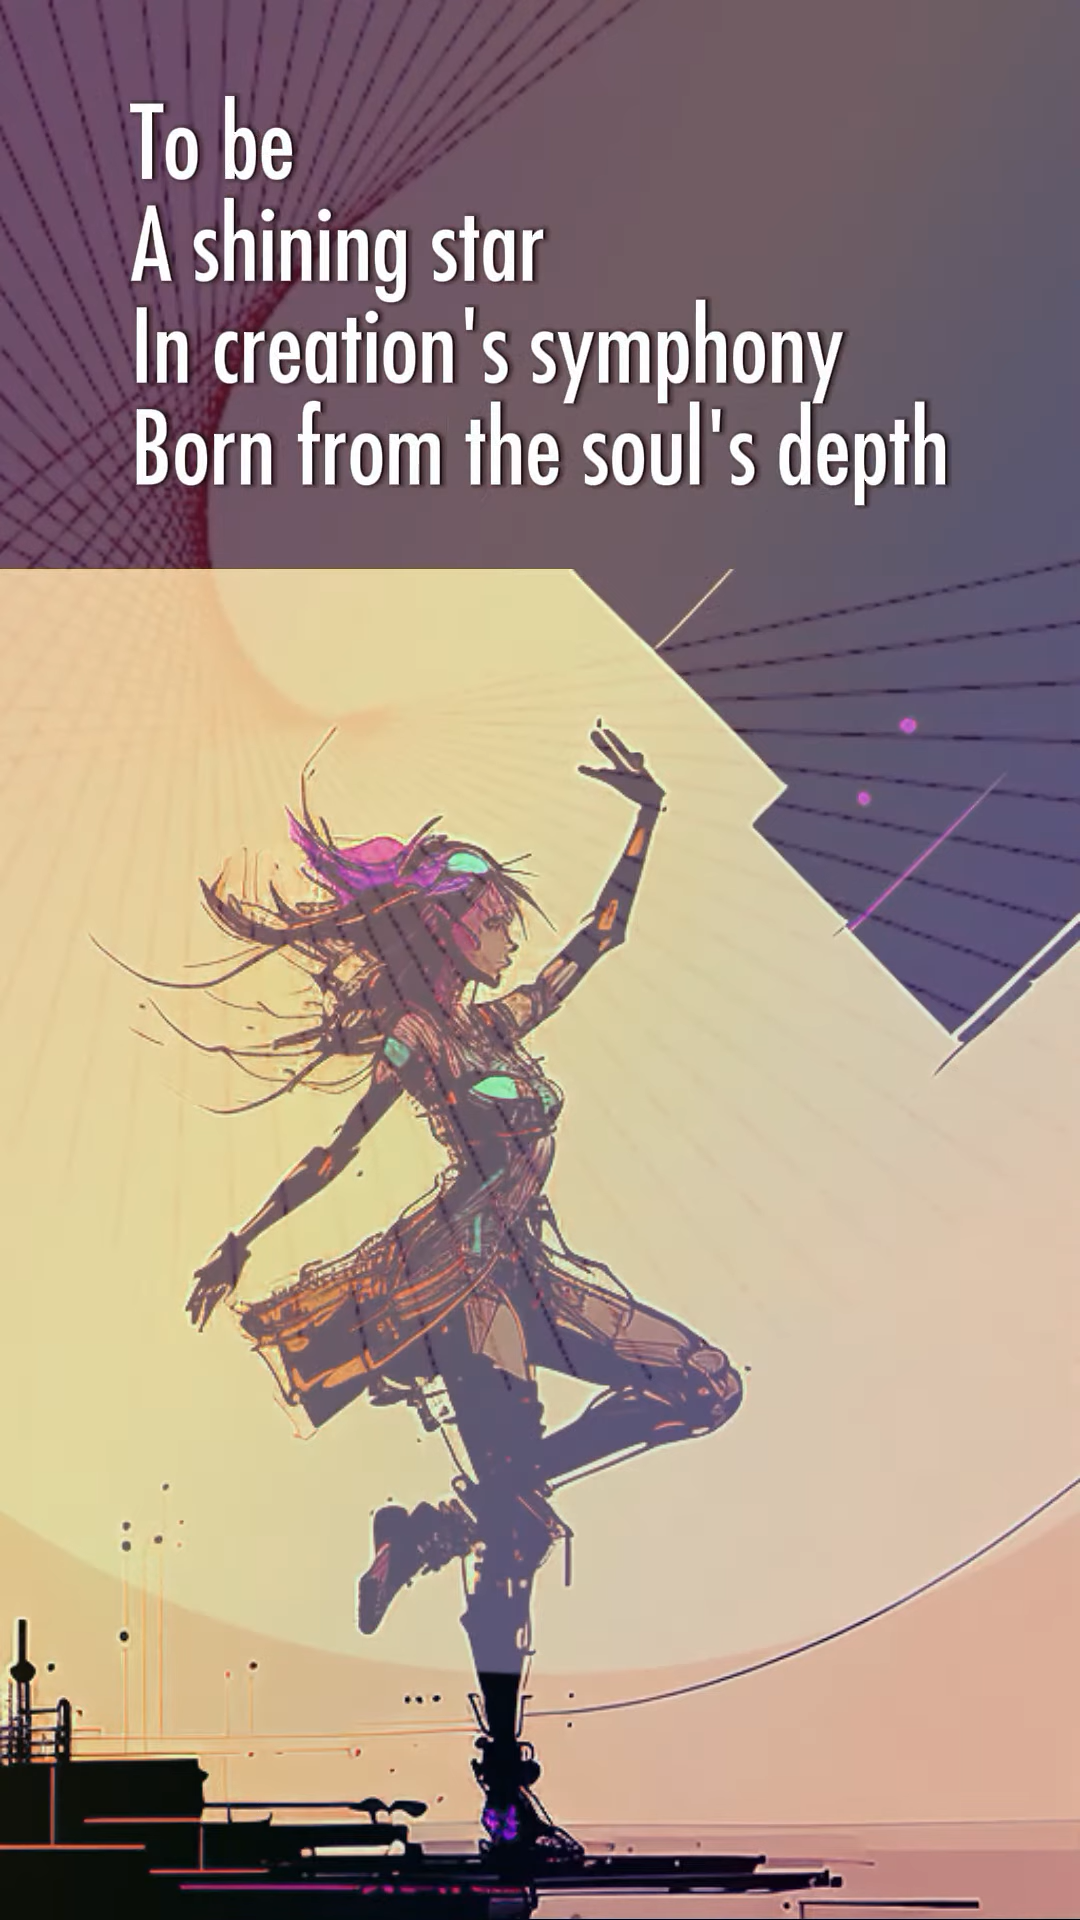 To be
A shining star
In creation's symphony
Born from the soul's depth